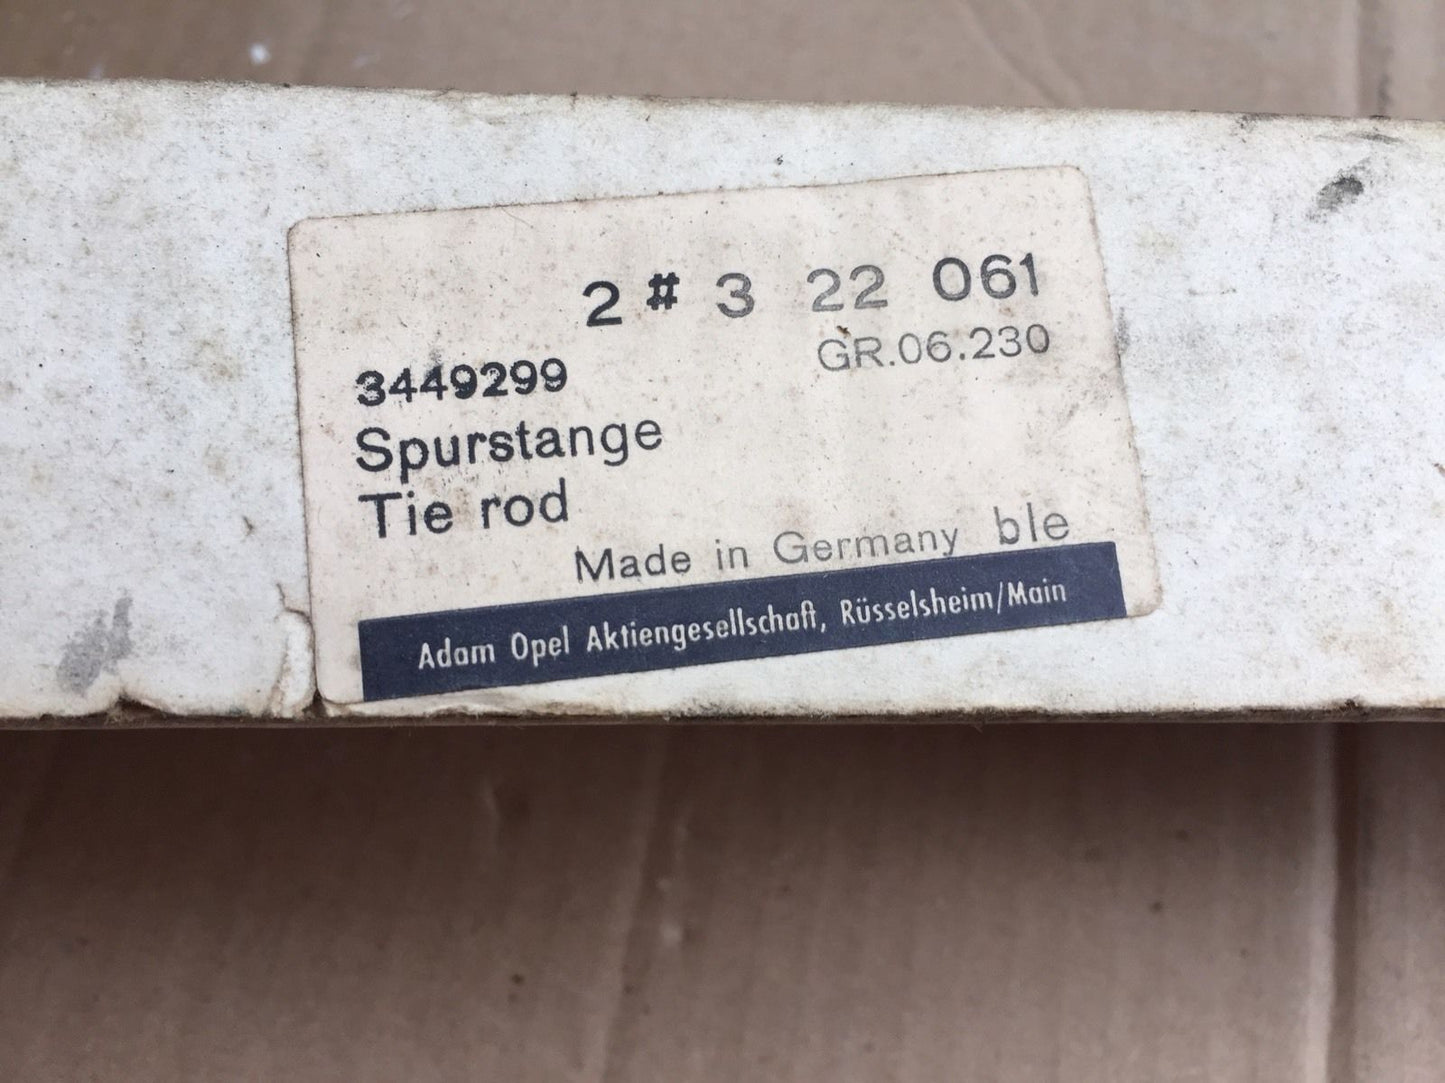 2 # 3 22 061
GR.06.230
3449299
Spurstange
Tie rod
Made in Germany ble
Adam Opel Aktiengesellschaft, Rüsselsheim/Main